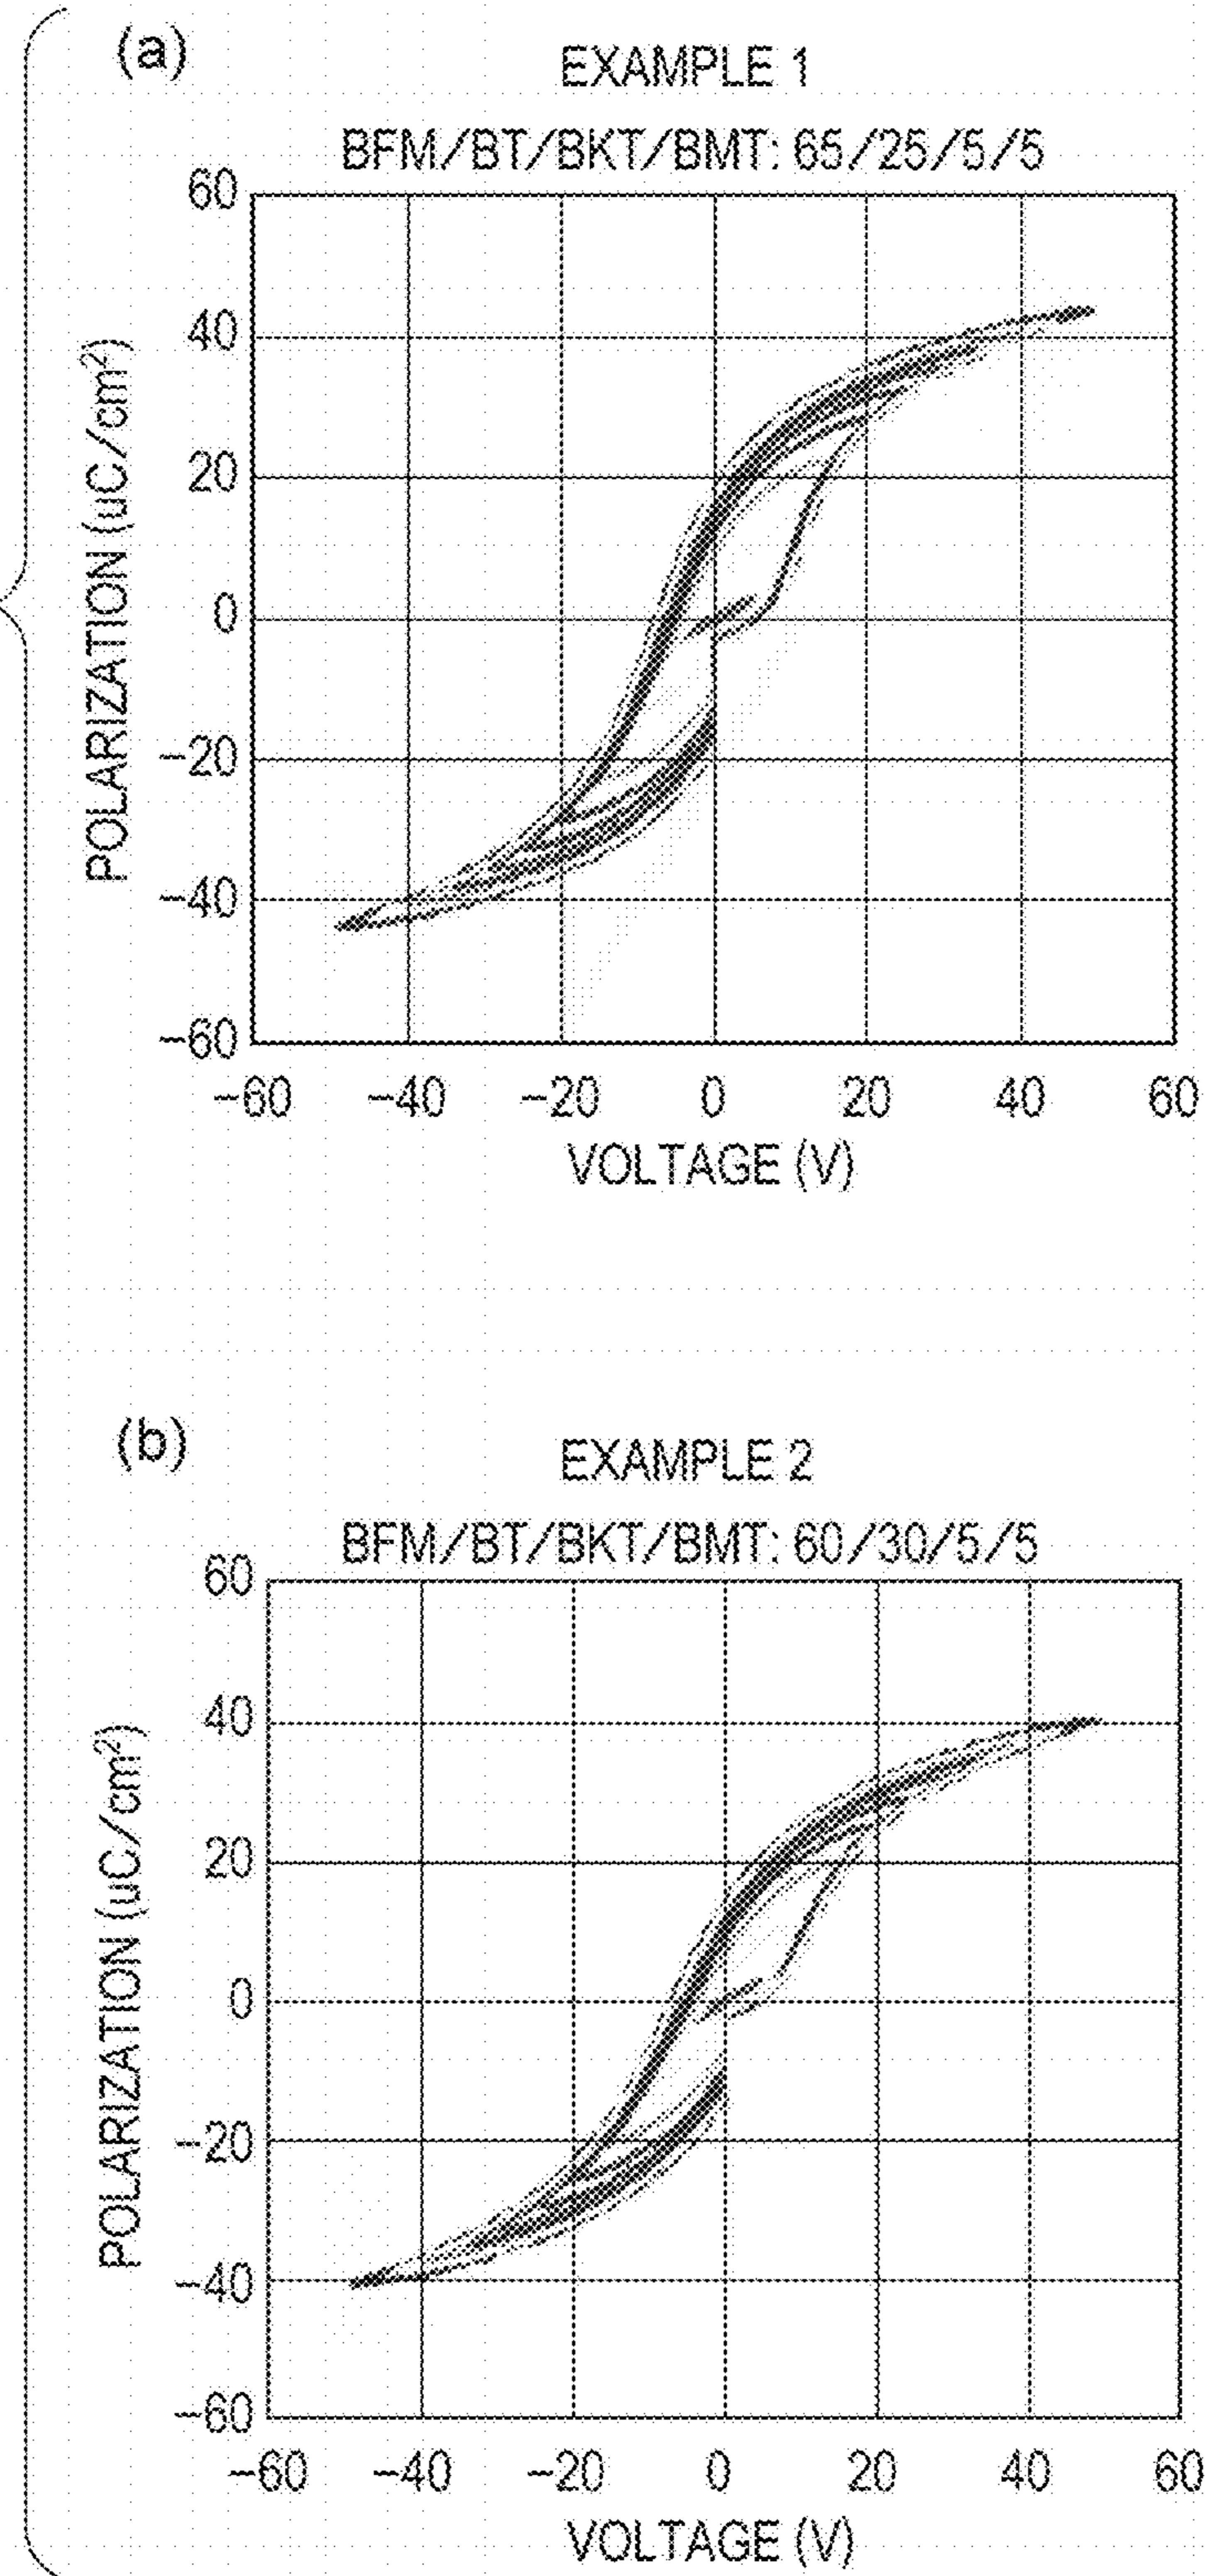 (a)
EXAMPLE 1
BFM/BT/BKT/BMT: 65/25/5/5
POLARIZATION (uC/cm²)
60
40
20
0
−20
−40
−60
−60 −40 −20 0 20 40 60
VOLTAGE (V)
(b)
EXAMPLE 2
BFM/BT/BKT/BMT: 60/30/5/5
POLARIZATION (uC/cm²)
60
40
20
0
−20
−40
−60
−60 −40 −20 0 20 40 60
VOLTAGE (V)